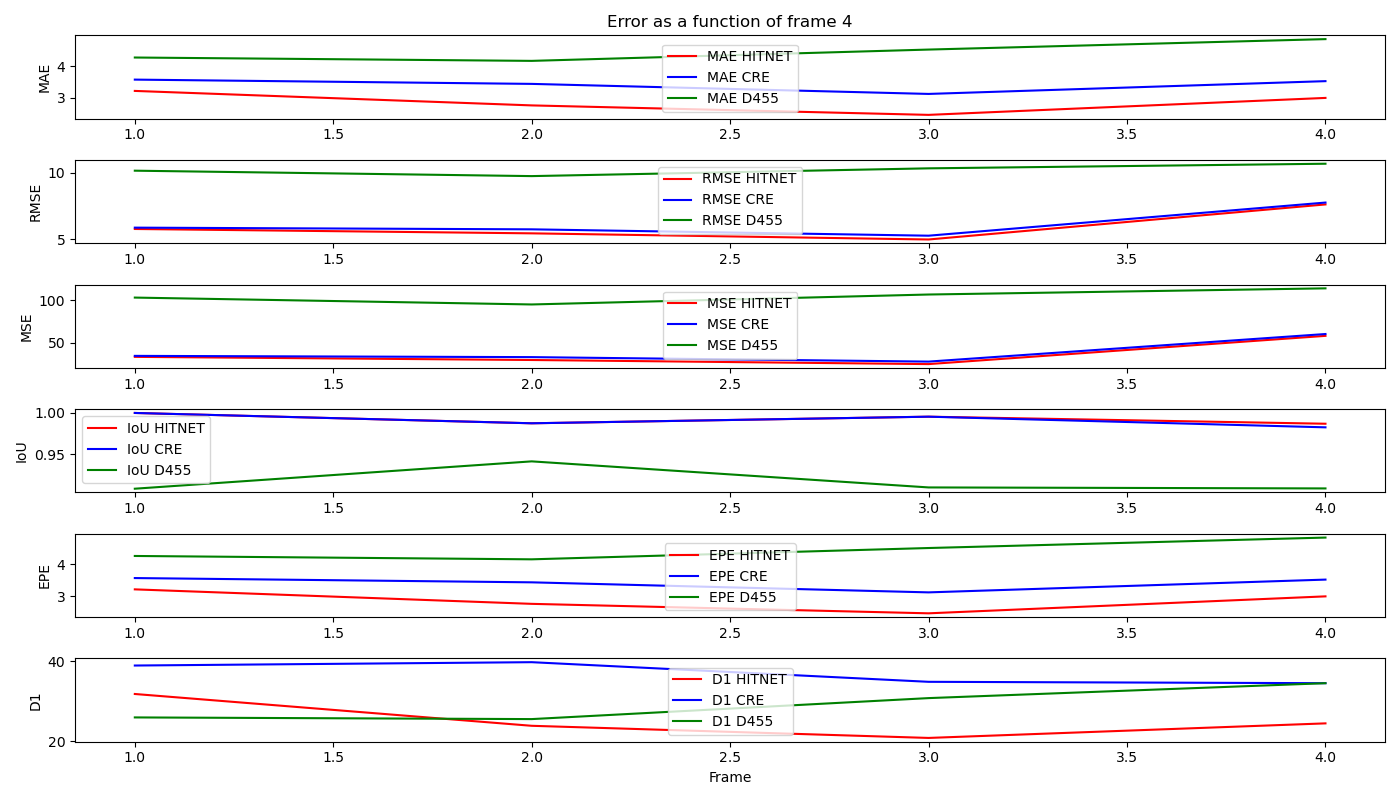 Error as a function of frame 4
MAE
4
3
MAE HITNET
MAE CRE
MAE D455
1.0 1.5 2.0 2.5 3.0 3.5 4.0
RMSE
10
5
RMSE HITNET
RMSE CRE
RMSE D455
1.0 1.5 2.0 2.5 3.0 3.5 4.0
MSE
100
50
MSE HITNET
MSE CRE
MSE D455
1.0 1.5 2.0 2.5 3.0 3.5 4.0
IoU
1.00
0.95
IoU HITNET
IoU CRE
IoU D455
1.0 1.5 2.0 2.5 3.0 3.5 4.0
EPE
4
3
EPE HITNET
EPE CRE
EPE D455
1.0 1.5 2.0 2.5 3.0 3.5 4.0
D1
40
20
D1 HITNET
D1 CRE
D1 D455
1.0 1.5 2.0 2.5 3.0 3.5 4.0
Frame